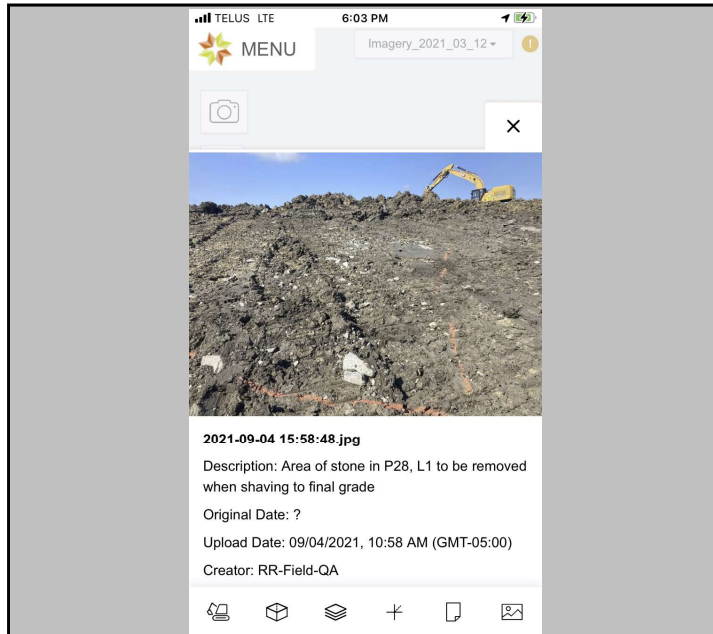 TELUS LTE 6:03 PM
MENU
Imagery_2021_03_12
!
2021-09-04 15:58:48.jpg
Description: Area of stone in P28, L1 to be removed
when shaving to final grade
Original Date: ?
Upload Date: 09/04/2021, 10:58 AM (GMT-05:00)
Creator: RR-Field-QA